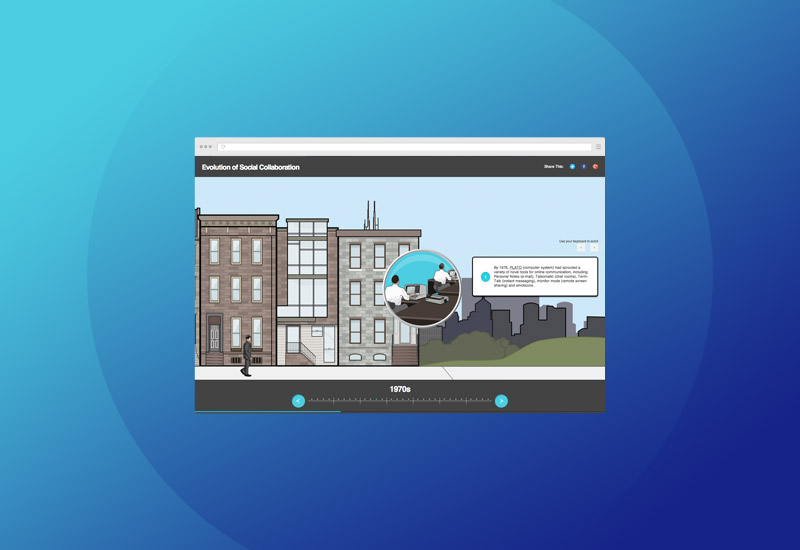 Evolution of Social Collaboration
Share This:
Use your keyboard to scroll
By 1976, PLATO (computer system) had sprouted a
variety of novel tools for online communication, including
Personal Notes (e-mail), Talkomatic (chat rooms), Term-
Talk (instant messaging), monitor mode (remote screen
sharing) and emoticons.
1970s